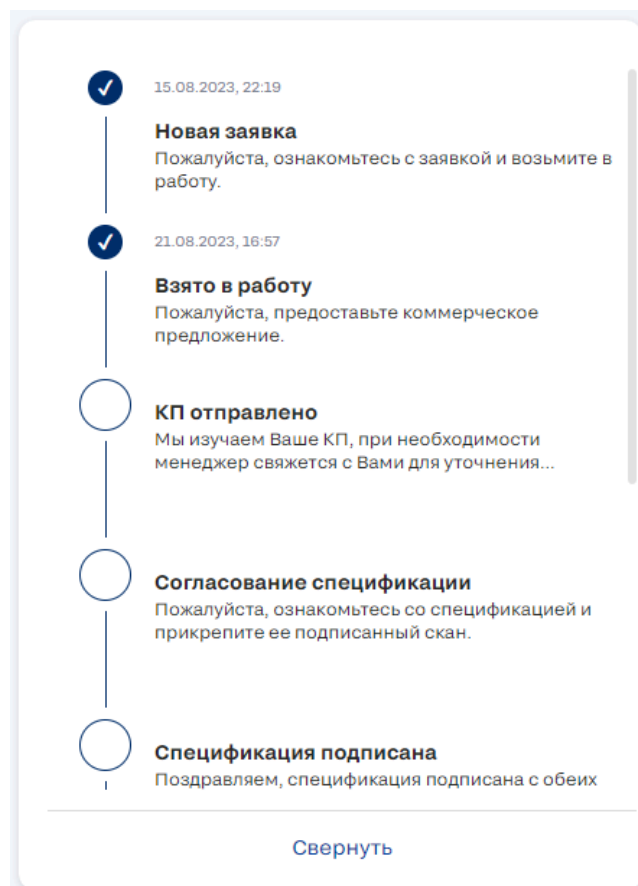 15.08.2023, 22:19
Новая заявка
Пожалуйста, ознакомьтесь с заявкой и возьмите в
работу.
21.08.2023, 16:57
Взято в работу
Пожалуйста, предоставьте коммерческое
предложение.
КП отправлено
Мы изучаем Ваше КП, при необходимости
менеджер свяжется с Вами для уточнения...
Согласование спецификации
Пожалуйста, ознакомьтесь со спецификацией и
прикрепите ее подписанный скан.
Спецификация подписана
Поздравляем, спецификация подписана с обеих
Свернуть